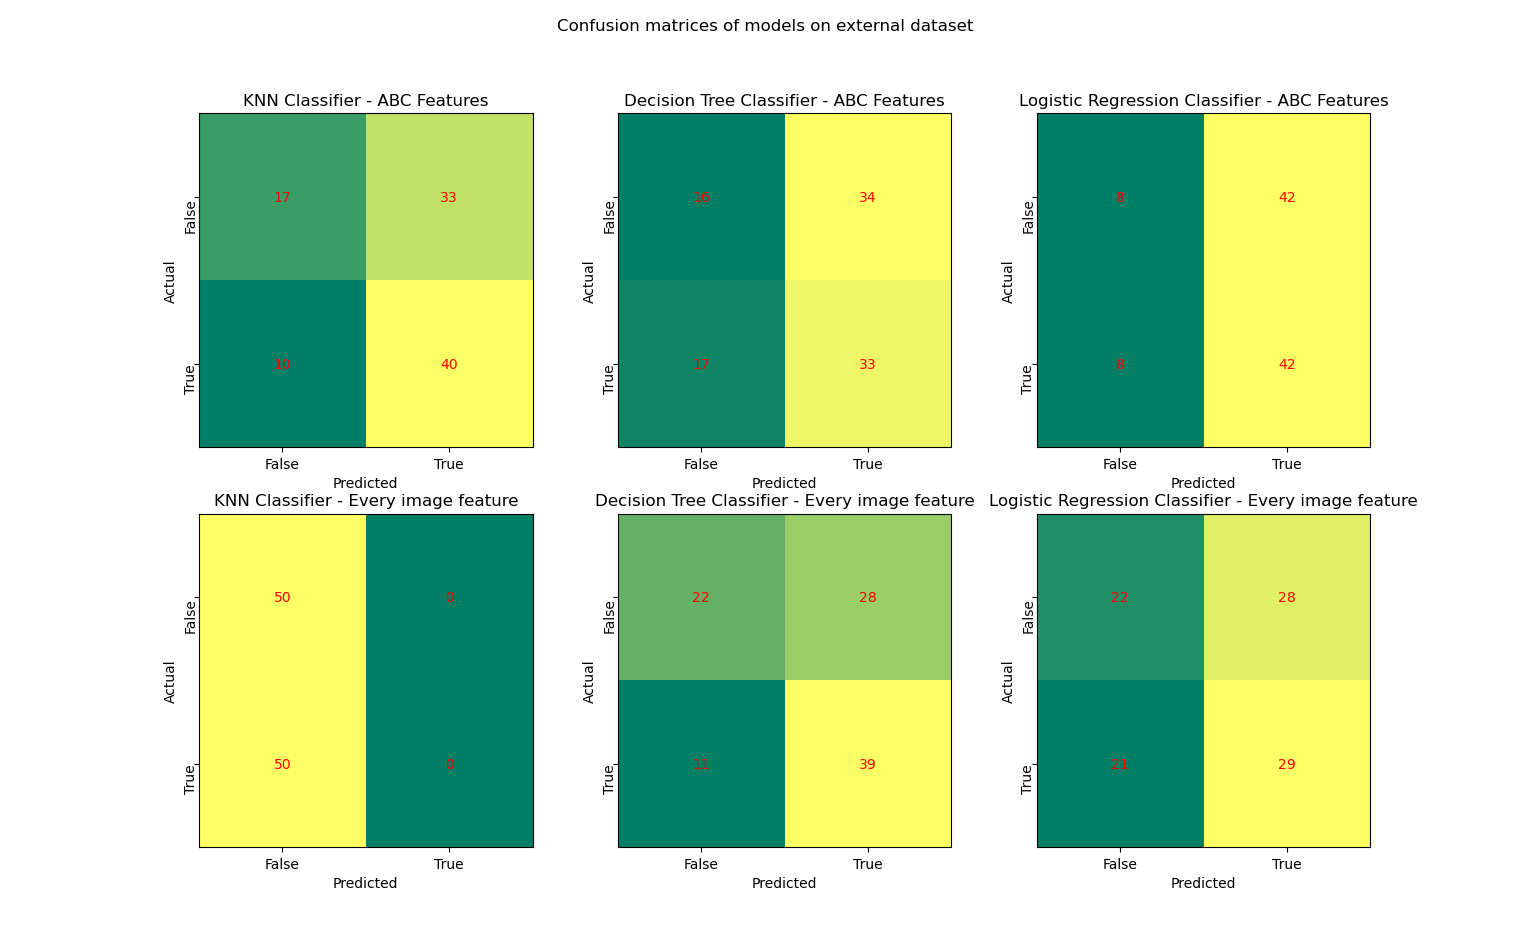 Confusion matrices of models on external dataset
KNN Classifier - ABC Features
Decision Tree Classifier - ABC Features
Logistic Regression Classifier - ABC Features
Actual
False
17
33
True
10
40
False
True
Predicted
Actual
False
16
34
True
17
33
False
True
Predicted
Actual
False
8
42
True
8
42
False
True
Predicted
KNN Classifier - Every image feature
Decision Tree Classifier - Every image feature
Logistic Regression Classifier - Every image feature
Actual
False
50
0
True
50
0
False
True
Predicted
Actual
False
22
28
True
11
39
False
True
Predicted
Actual
False
22
28
True
21
29
False
True
Predicted